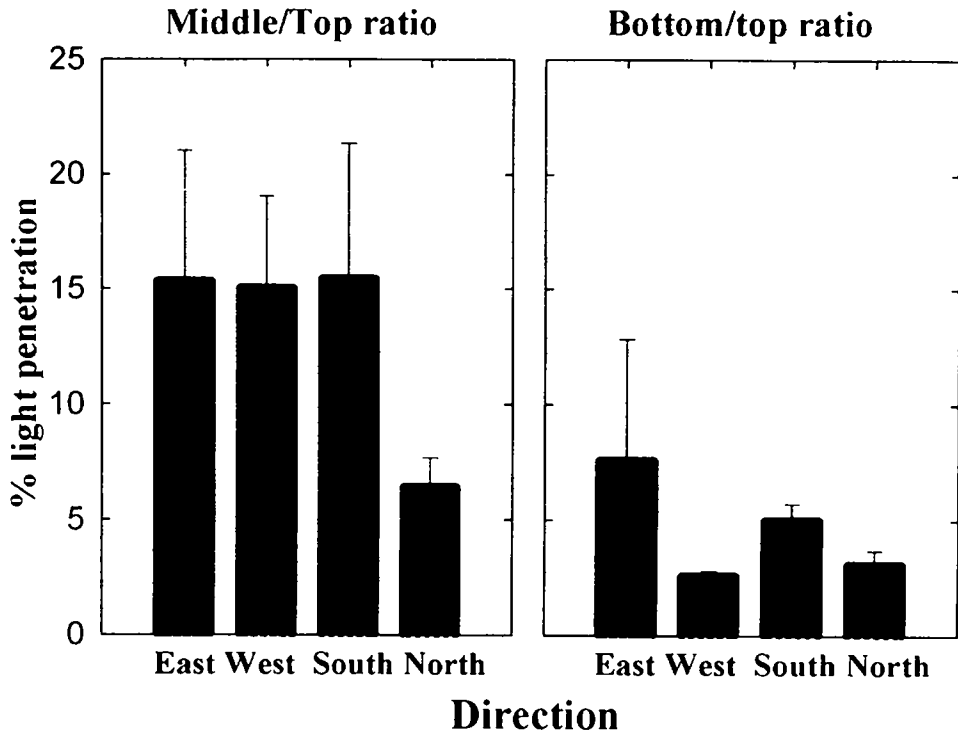 Middle/Top ratio
Bottom/top ratio
25
20
15
10
5
0
% light penetration
East West South North
East West South North
Direction